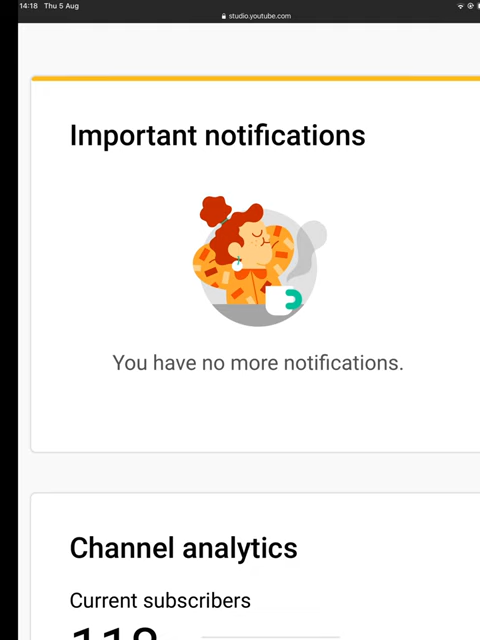 14:18 Thu 5 Aug
studio.youtube.com
Important notifications
You have no more notifications.
Channel analytics
Current subscribers